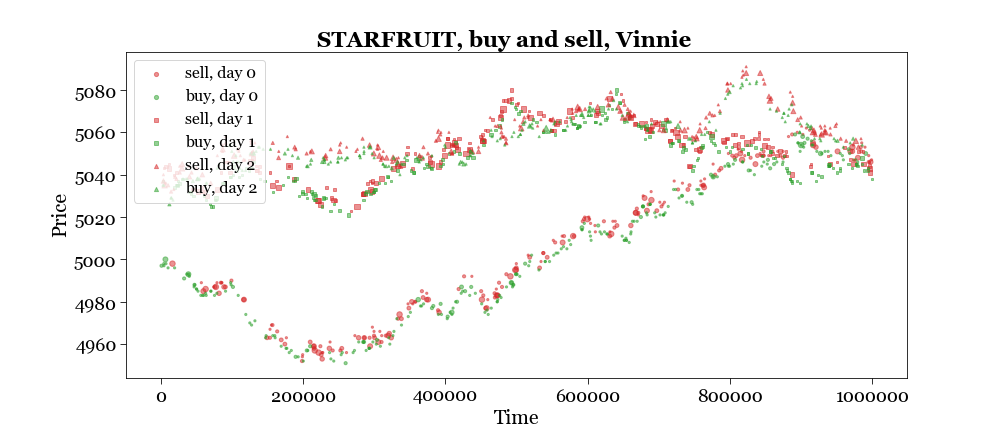 STARFRUIT, buy and sell, Vinnie
sell, day 0
buy, day 0
sell, day 1
buy, day 1
sell, day 2
buy, day 2
5080
5060
5040
5020
5000
4980
4960
Price
0 200000 400000 600000 800000 1000000
Time